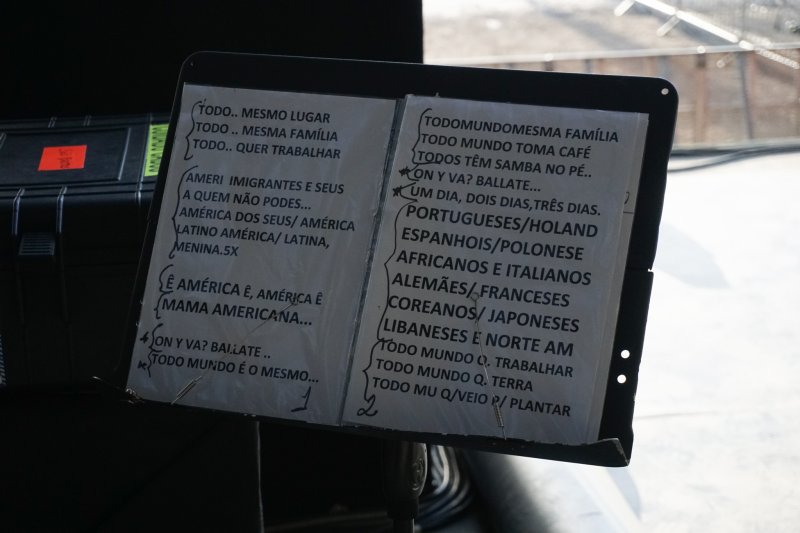 TODO.. MESMO LUGAR
TODO .. MESMA FAMÍLIA
TODO.. QUER TRABALHAR
AMERI IMIGRANTES E SEUS
A QUEM NÃO PODES...
AMÉRICA DOS SEUS/ AMÉRICA
LATINO AMÉRICA/ LATINA,
MENINA.5X
Ê AMÉRICA Ê, AMÉRICA Ê
MAMA AMERICANA...
ON Y VA? BALLATE ..
TODO MUNDO É O MESMO...
1
TODOMUNDOMESMA FAMÍLIA
TODO MUNDO TOMA CAFÉ
TODOS TÊM SAMBA NO PÉ..
ON Y VA? BALLATE...
UM DIA, DOIS DIAS,TRÊS DIAS.
PORTUGUESES/HOLAND
ESPANHOIS/POLONESE
AFRICANOS E ITALIANOS
ALEMÃES/ FRANCESES
COREANOS/ JAPONESES
LIBANESES E NORTE AM
TODO MUNDO Q. TRABALHAR
TODO MUNDO Q. TERRA
TODO MU Q/VEIO P/ PLANTAR
2